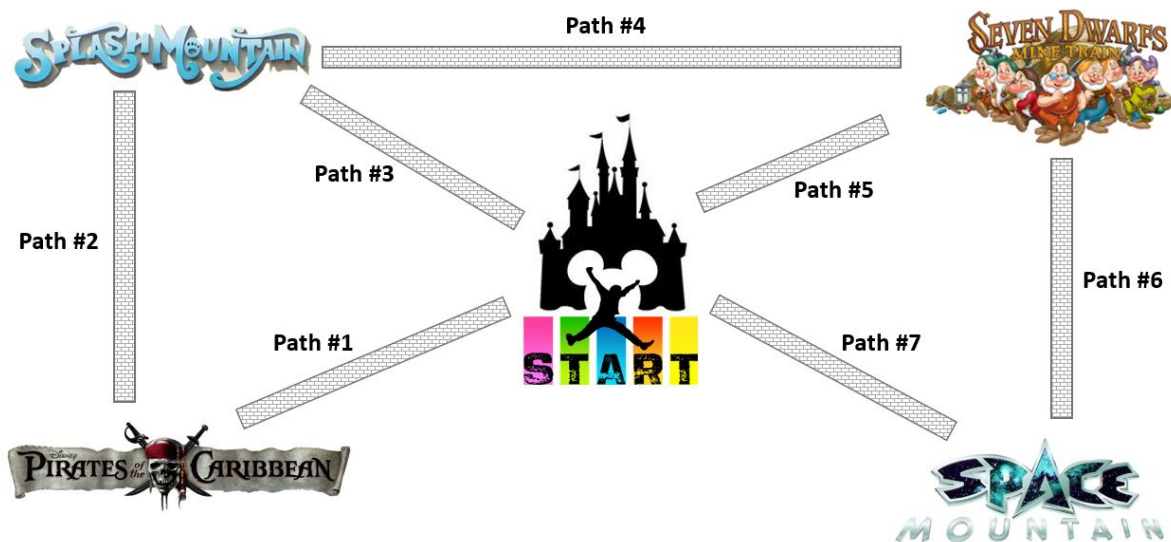 Path #4
SPLASH MOUNTAIN
SEVEN DWARFS
MINE TRAIN
Path #3
Path #5
Path #2
Path #6
Path #1
Path #7
START
Disney
PIRATES of the CARIBBEAN
SPACE
MOUNTAIN